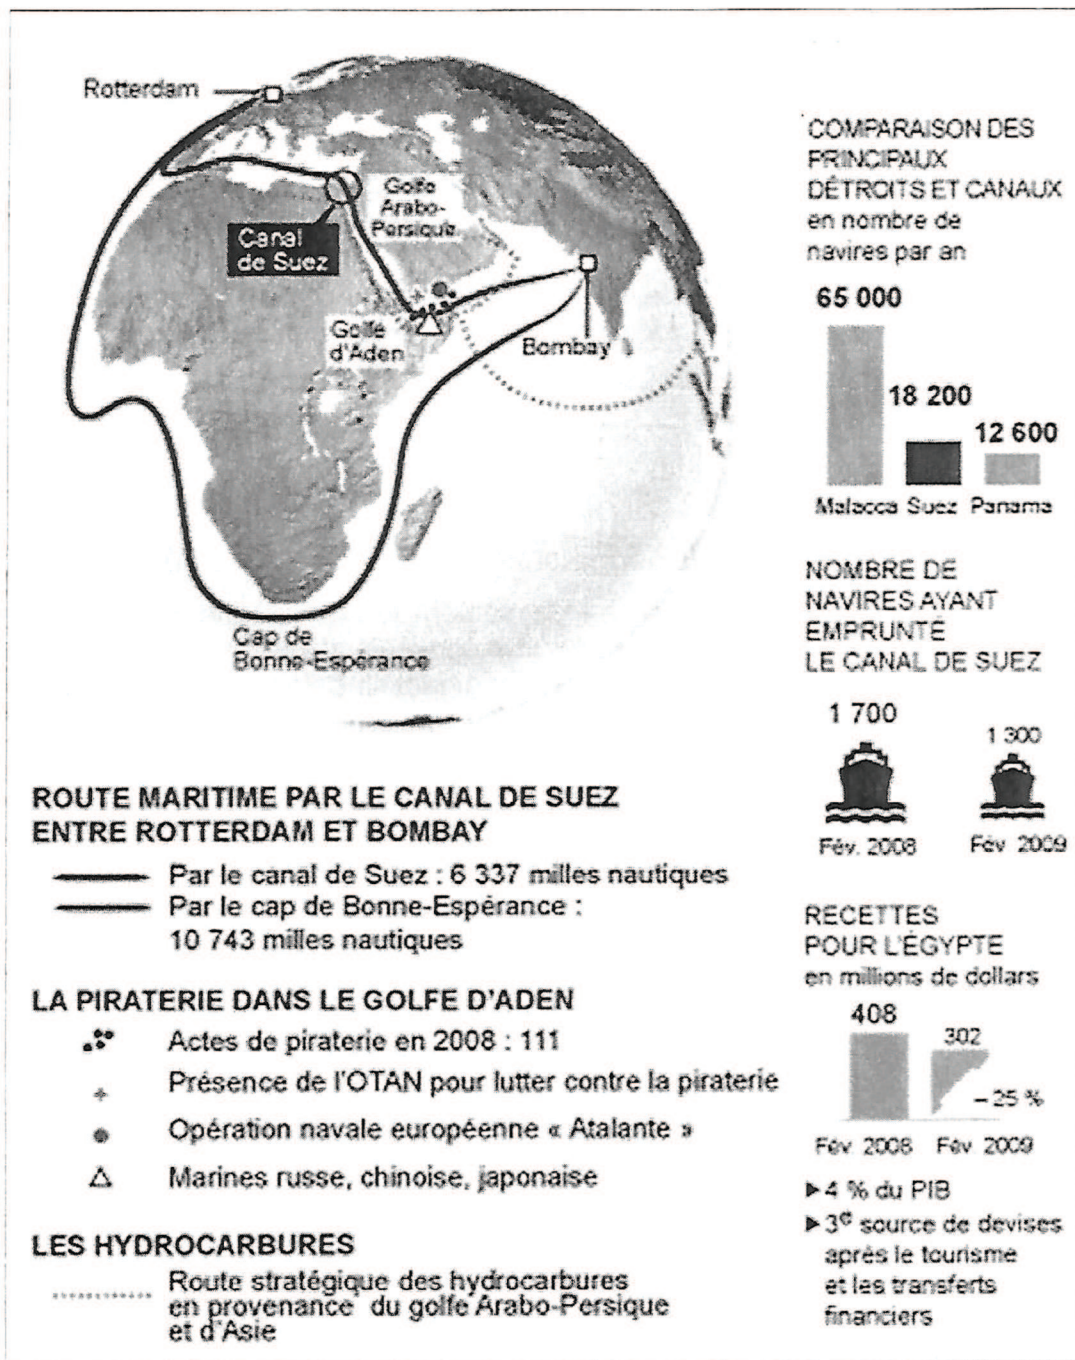 Rotterdam
Golfe
Arabo-
Persique
Canal
de Suez
Golfe
d'Aden
Bombay
Cap de
Bonne-Espérance
ROUTE MARITIME PAR LE CANAL DE SUEZ
ENTRE ROTTERDAM ET BOMBAY
Par le canal de Suez : 6 337 milles nautiques
Par le cap de Bonne-Espérance :
10 743 milles nautiques
LA PIRATERIE DANS LE GOLFE D'ADEN
Actes de piraterie en 2008 : 111
Présence de l'OTAN pour lutter contre la piraterie
Opération navale européenne « Atalante »
Marines russe, chinoise, japonaise
LES HYDROCARBURES
Route stratégique des hydrocarbures
en provenance du golfe Arabo-Persique
et d'Asie
COMPARAISON DES
PRINCIPAUX
DÉTROITS ET CANAUX
en nombre de
navires par an
65 000
18 200
12 600
Malacca Suez Panama
NOMBRE DE
NAVIRES AYANT
EMPRUNTÉ
LE CANAL DE SUEZ
1 700
1 300
Fév. 2008 Fév 2009
RECETTES
POUR L'ÉGYPTE
en millions de dollars
408
302
– 25 %
Fév 2008 Fév 2009
▶4 % du PIB
▶3e source de devises
après le tourisme
et les transferts
financiers